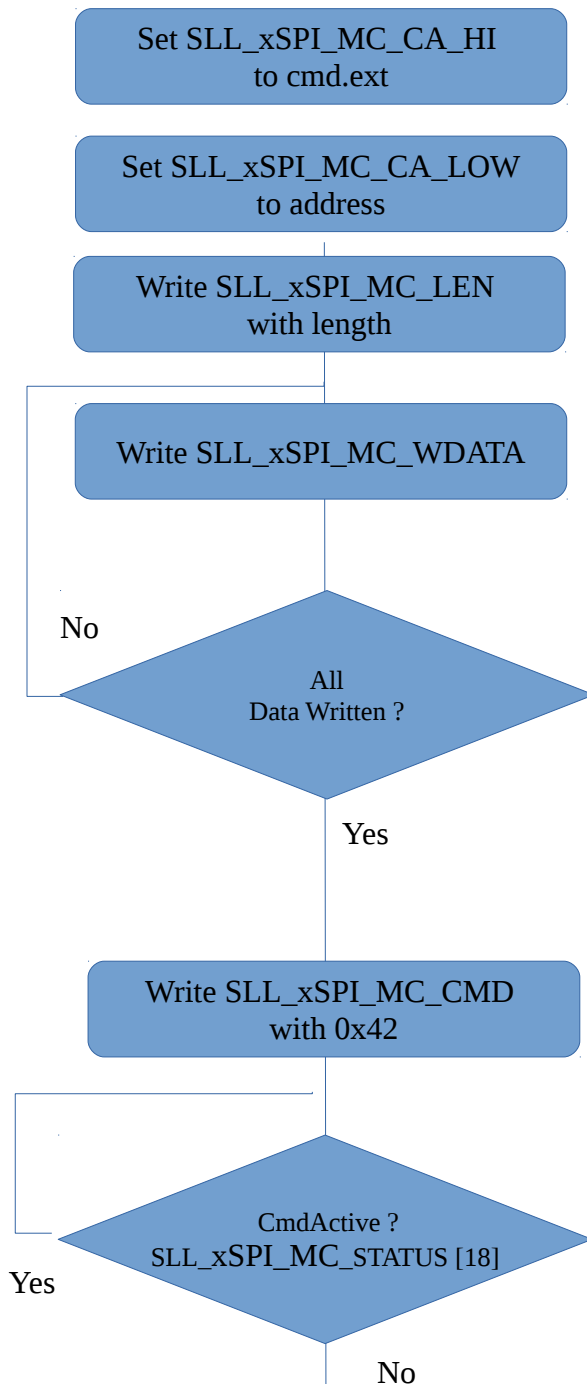 Set SLL_xSPI_MC_CA_HI
to cmd.ext
Set SLL_xSPI_MC_CA_LOW
to address
Write SLL_xSPI_MC_LEN
with length
Write SLL_xSPI_MC_WDATA
No
All
Data Written ?
Yes
Write SLL_xSPI_MC_CMD
with 0x42
CmdActive ?
SLL_xSPI_MC_STATUS [18]
Yes
No